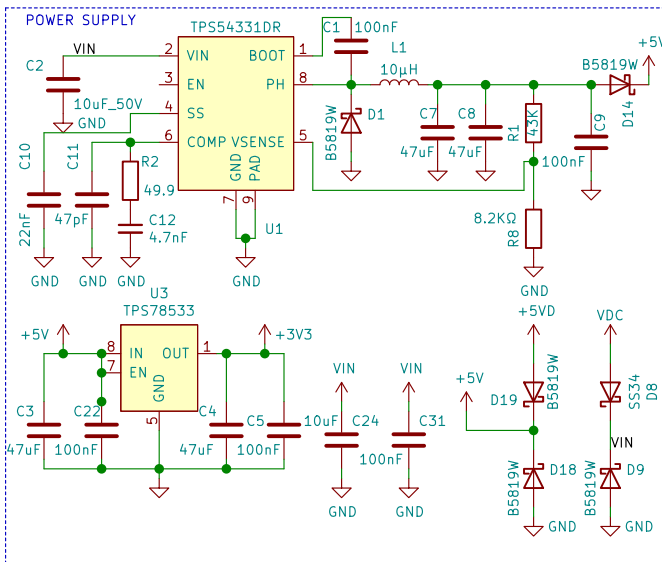 POWER SUPPLY
TPS54331DR
VIN
2
VIN
BOOT
1
C1
100nF
L1
10µH
B5819W
+5V
D14
C2
10uF_50V
GND
3
EN
PH
8
4
SS
6
COMP
VSENSE
5
GND
PAD
7
9
U1
GND
B5819W
D1
C7
47uF
C8
47uF
R1
43K
C9
100nF
8.2KΩ
R8
GND
C10
22nF
GND
C11
47pF
GND
R2
49.9
C12
4.7nF
GND
U3
TPS78533
+5V
8
IN
OUT
1
7
EN
GND
5
+3V3
C3
47uF
C22
100nF
C4
47uF
C5
100nF
VIN
10uF
C24
GND
VIN
C31
100nF
GND
+5VD
+5V
D19
B5819W
D18
B5819W
GND
VDC
SS34
D8
VIN
D9
B5819W
GND